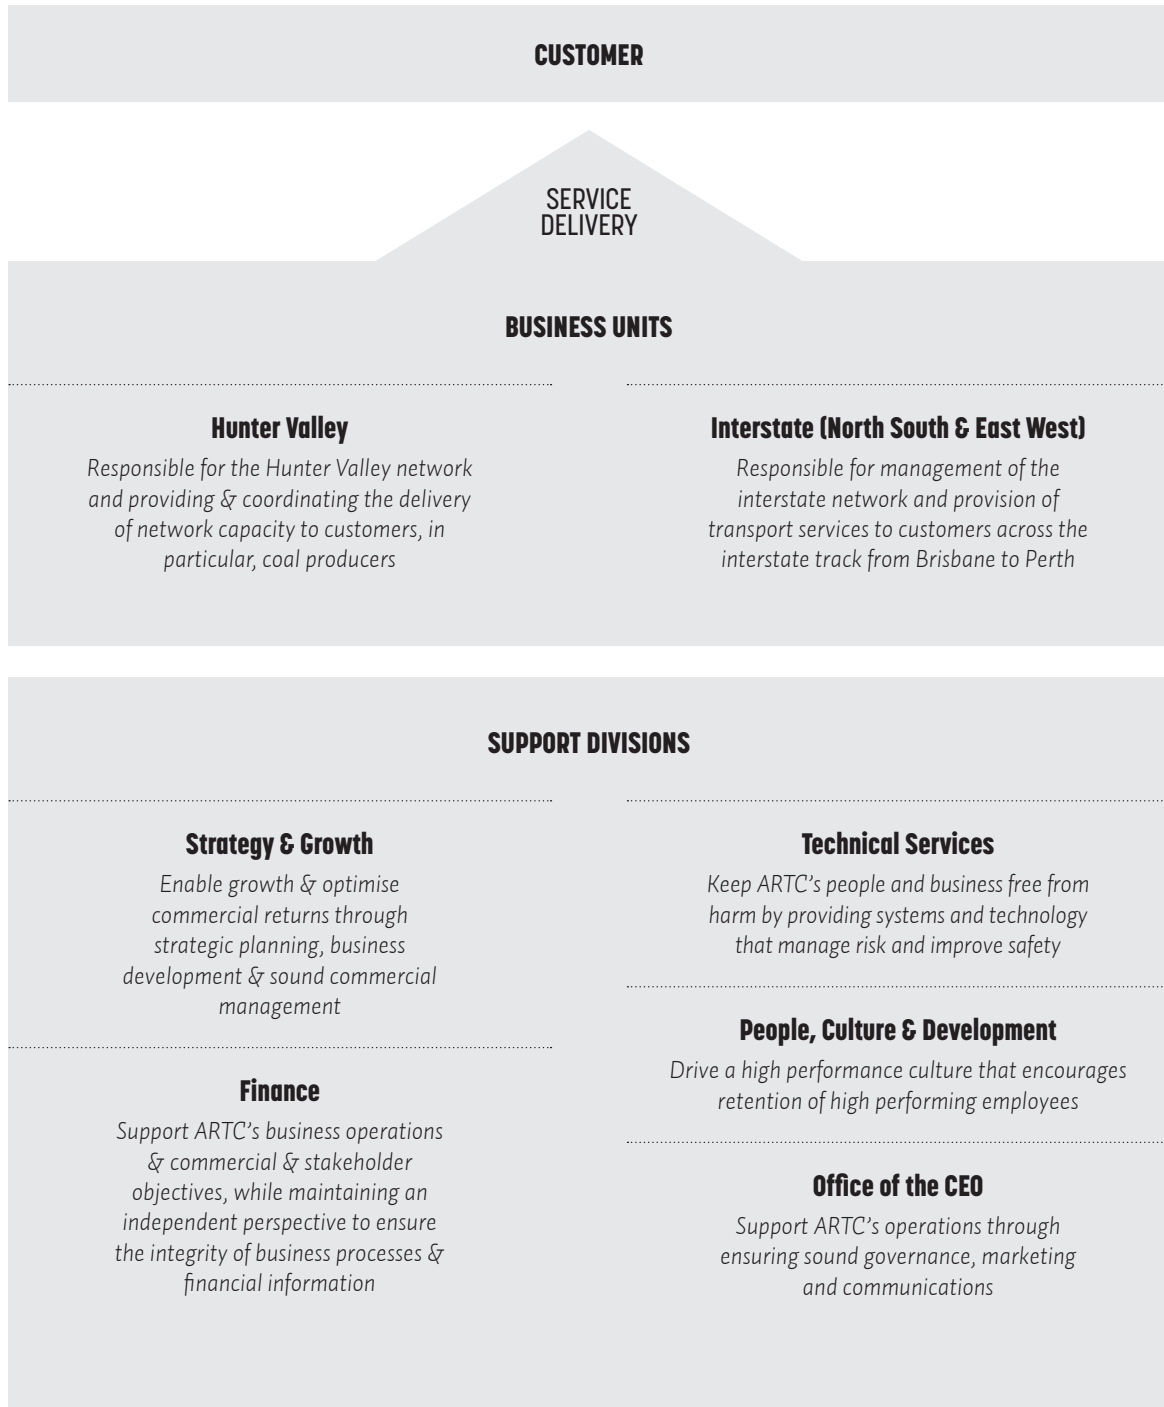 CUSTOMER
SERVICE
DELIVERY
BUSINESS UNITS
Hunter Valley
Responsible for the Hunter Valley network
and providing & coordinating the delivery
of network capacity to customers, in
particular, coal producers
Interstate (North South & East West)
Responsible for management of the
interstate network and provision of
transport services to customers across the
interstate track from Brisbane to Perth
SUPPORT DIVISIONS
Strategy & Growth
Enable growth & optimise
commercial returns through
strategic planning, business
development & sound commercial
management
Finance
Support ARTC’s business operations
& commercial & stakeholder
objectives, while maintaining an
independent perspective to ensure
the integrity of business processes &
financial information
Technical Services
Keep ARTC’s people and business free from
harm by providing systems and technology
that manage risk and improve safety
People, Culture & Development
Drive a high performance culture that encourages
retention of high performing employees
Office of the CEO
Support ARTC’s operations through
ensuring sound governance, marketing
and communications